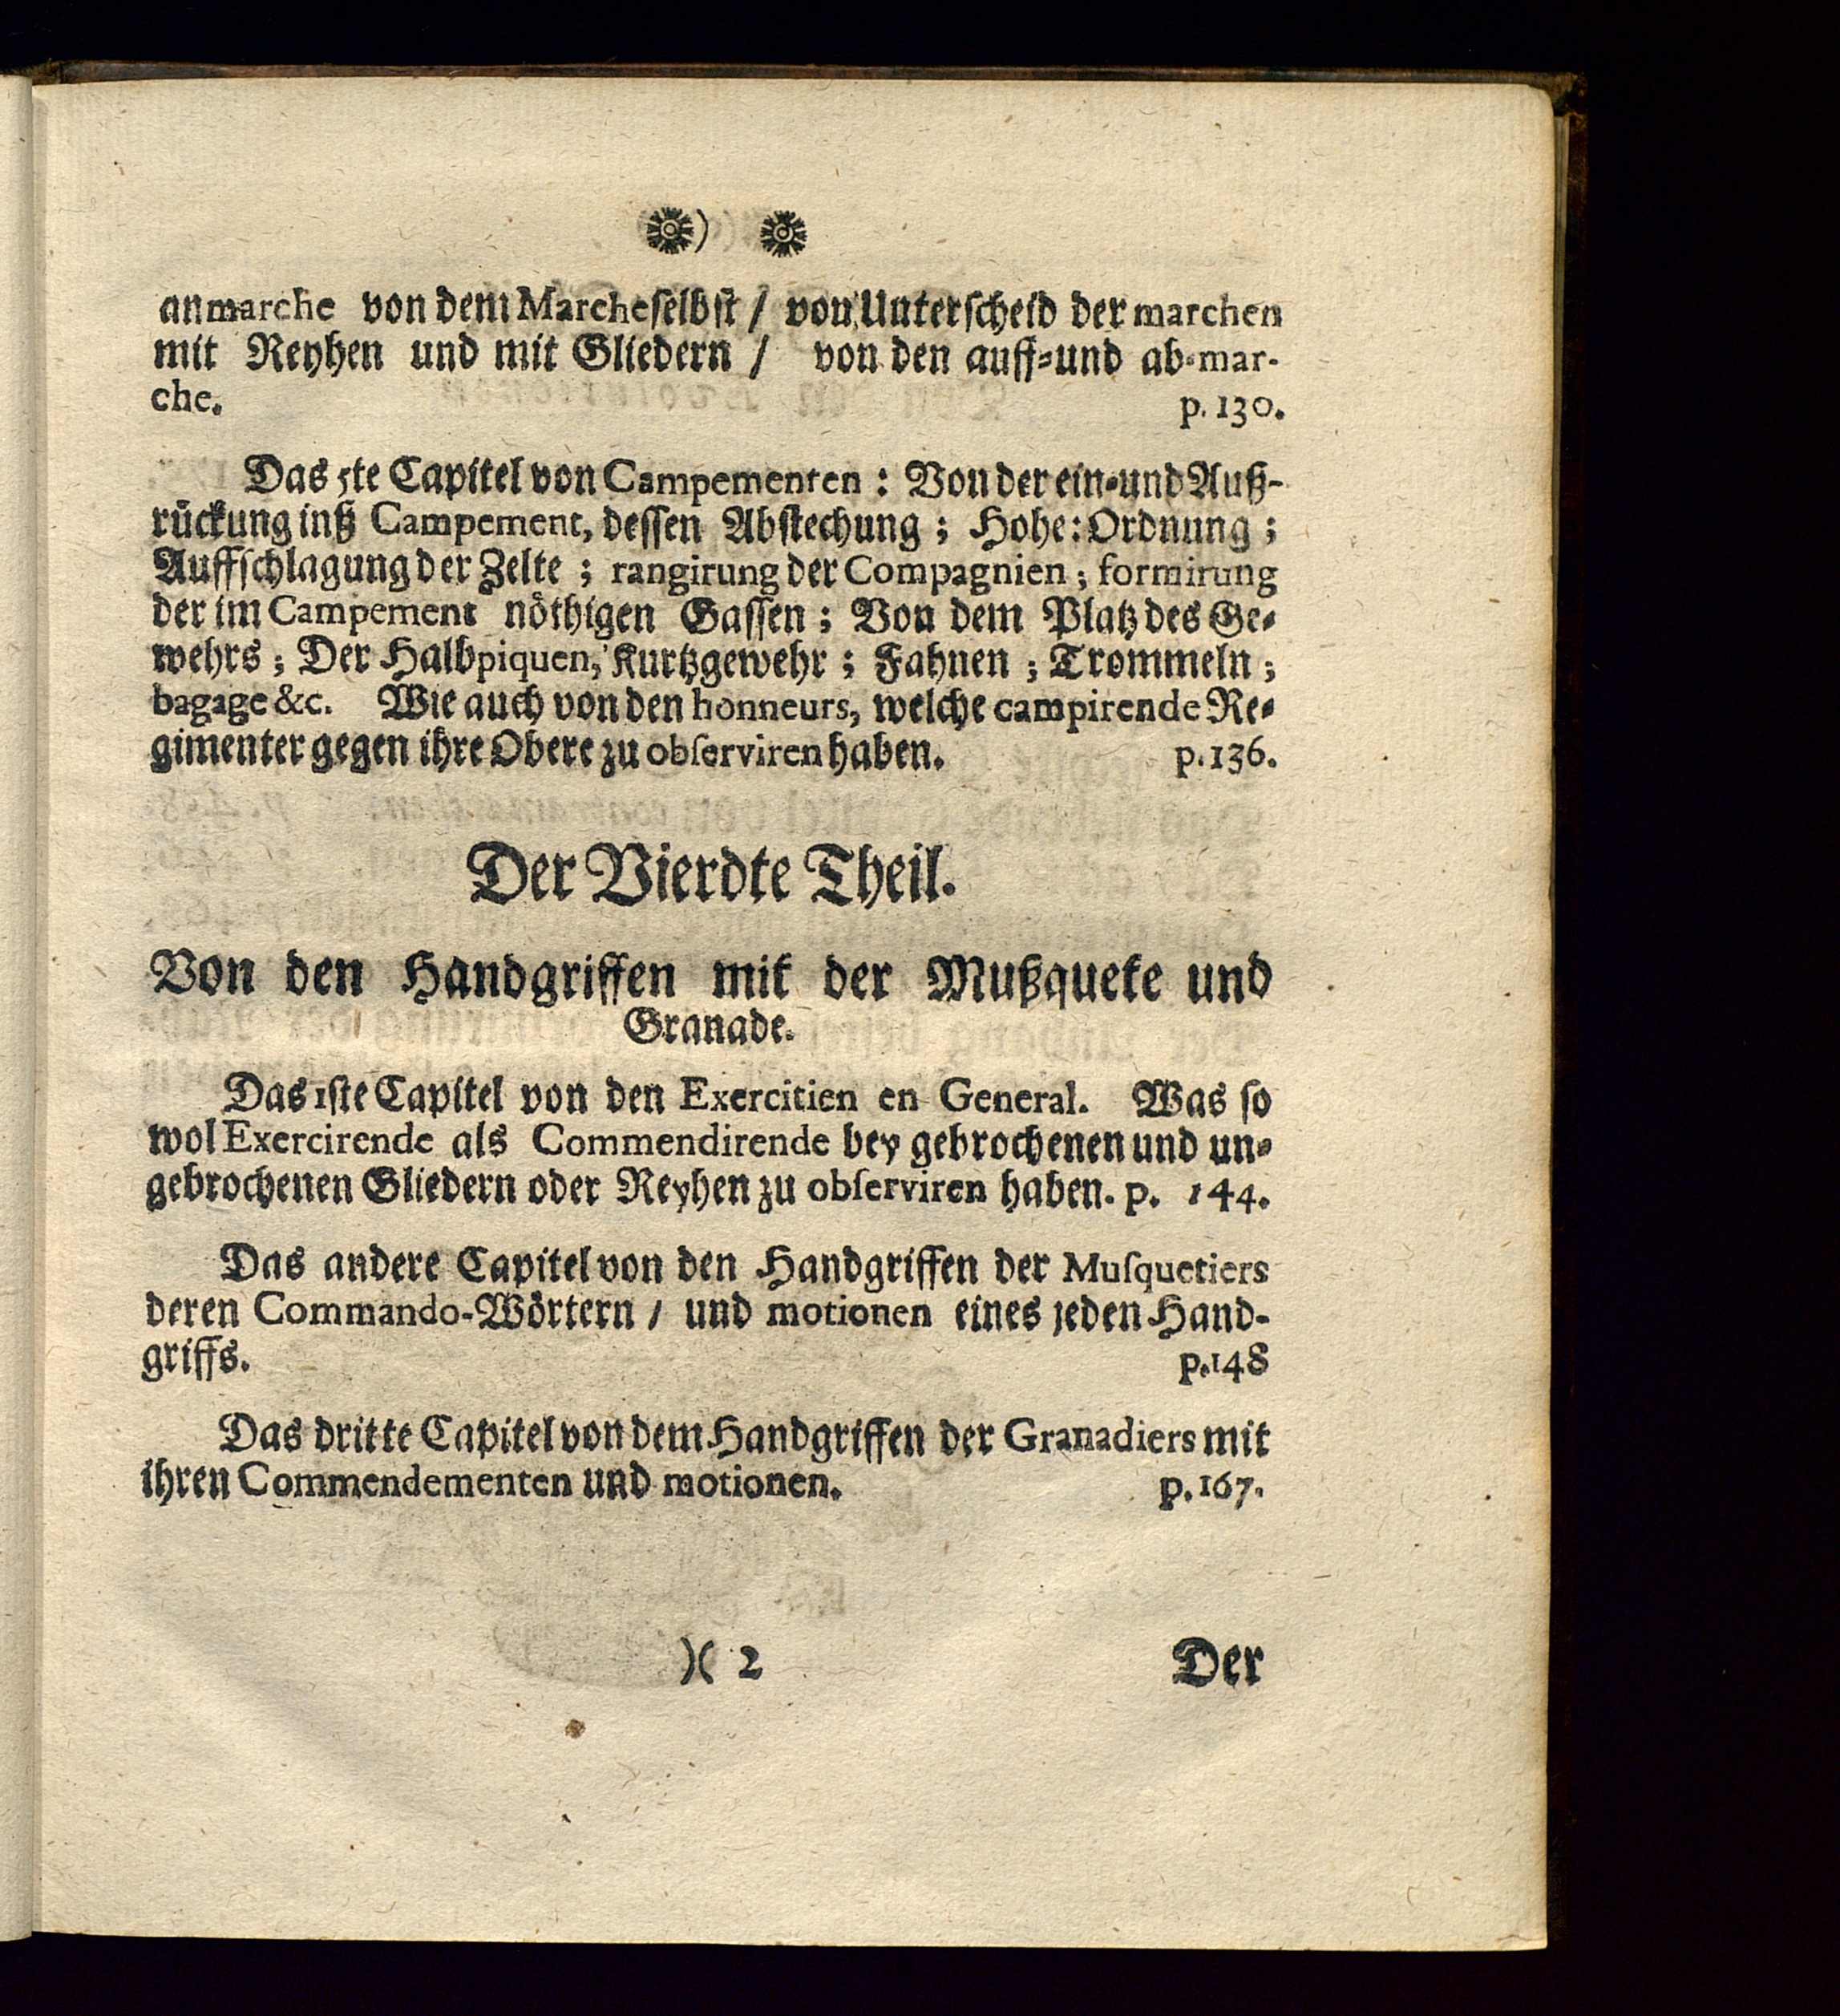 anmarche von dem Marche selbst / von Unterscheid der marchen
mit Reyhen und mit Gliedern / von den auff-und ab-mar-
che. p. 130.
Das 5te Capitel von Campementen : Von der ein-und Auß-
rückung inß Campement, dessen Abstechung ; Hohe: Ordnung ;
Auffschlagung der Zelte ; rangirung der Compagnien ; formirung
der im Campement nöthigen Gassen ; Von dem Platz des Ge-
wehrs ; Der Halbpiquen, Kurtzgewehr ; Fahnen ; Trommeln ;
bagage &c. Wie auch von den honneurs, welche campirende Re-
gimenter gegen ihre Obere zu obſerviren haben. p. 136.
Der Vierdte Theil.
Von den Handgriffen mit der Mußquete und
Granade.
Das 1ste Capitel von den Exercitien en General. Was so
wol Exercirende als Commendirende bey gebrochenen und un-
gebrochenen Gliedern oder Reyhen zu obſerviren haben. p. 144.
Das andere Capitel von den Handgriffen der Muſquetiers
deren Commando-Wörtern / und motionen eines jeden Hand-
griffs. p. 148
Das dritte Capitel von dem Handgriffen der Granadiers mit
ihren Commendementen und motionen. p. 167.
)( 2 Der